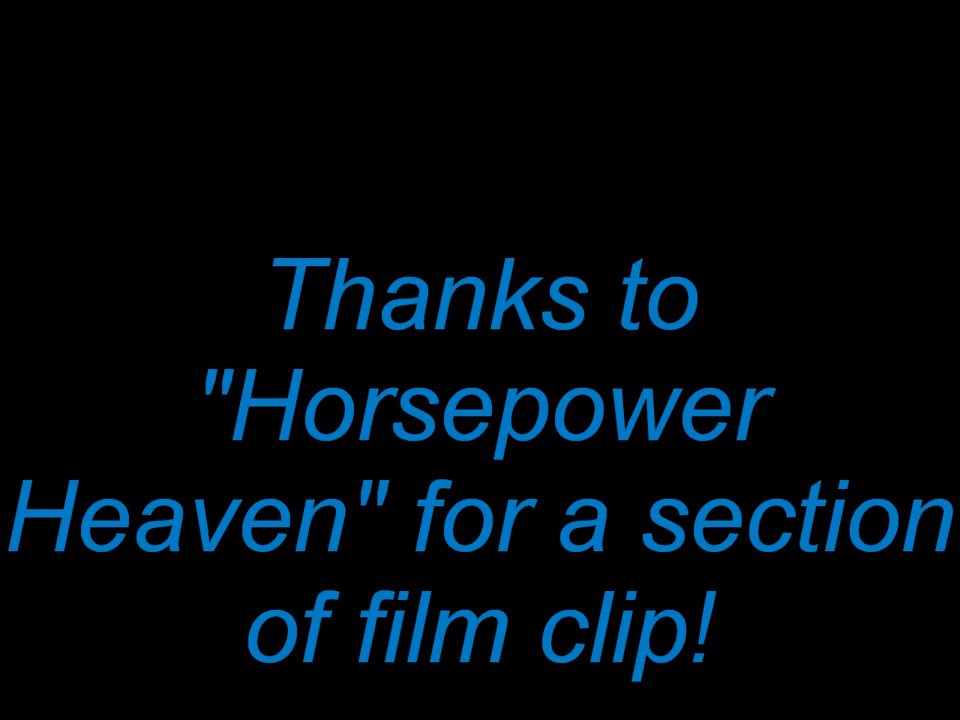 Thanks to
"Horsepower
Heaven" for a section
of film clip!